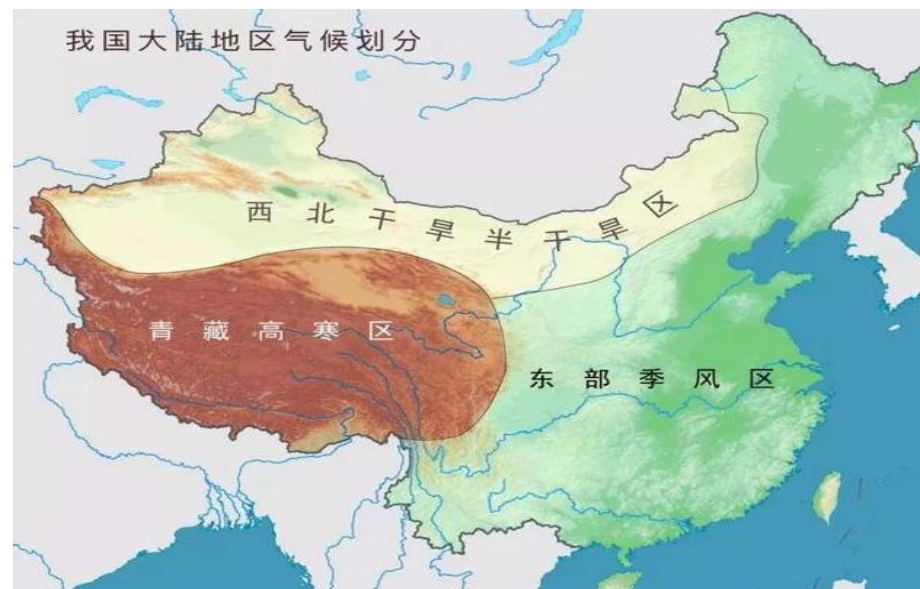 我国大陆地区气候划分
西北干旱半干旱区
青藏高寒区
东部季风区